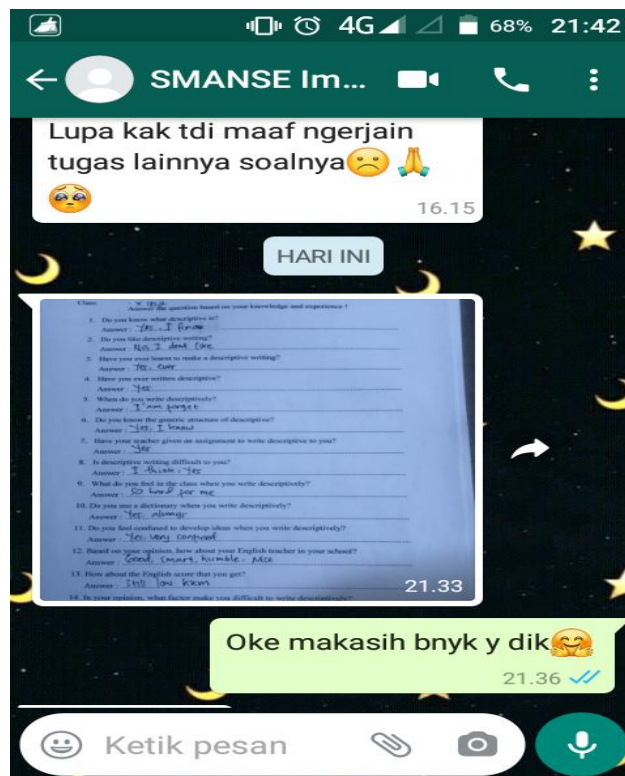 4G 68% 21:42
SMANSE Im...
Lupa kak tdi maaf ngerjain
tugas lainnya soalnya
16.15
HARI INI
Class
Answer the question based on your knowledge and experience !
1. Do you know what descriptive is?
Answer : Yes, I know
2. Do you like descriptive writing?
Answer : No, I dont like
3. Have you ever learnt to make a descriptive writing?
Answer : Yes, ever
4. Have you ever written descriptive?
Answer : Yes
5. When do you write descriptively?
Answer : I'am forget
6. Do you know the generic structure of descriptive?
Answer : Yes, I know
7. Have your teacher given an assignment to write descriptive to you?
Answer : Yes
8. Is descriptive writing difficult to you?
Answer : I think, Yes
9. What do you feel in the class when you write descriptively?
Answer : SO hard for me
10. Do you use a dictionary when you write descriptively?
Answer : Yes, always
11. Do you feel confused to develop ideas when you write descriptively?
Answer : Yes, very confused
12. Based on your opinion, how about your English teacher in your school?
Answer : Good, smart, humble, Nice
13. How about the English score that you get?
Answer : Still low
14. In your opinion, what factor make you difficult to write descriptively?
21.33
Oke makasih bnyk y dik
21.36
Ketik pesan